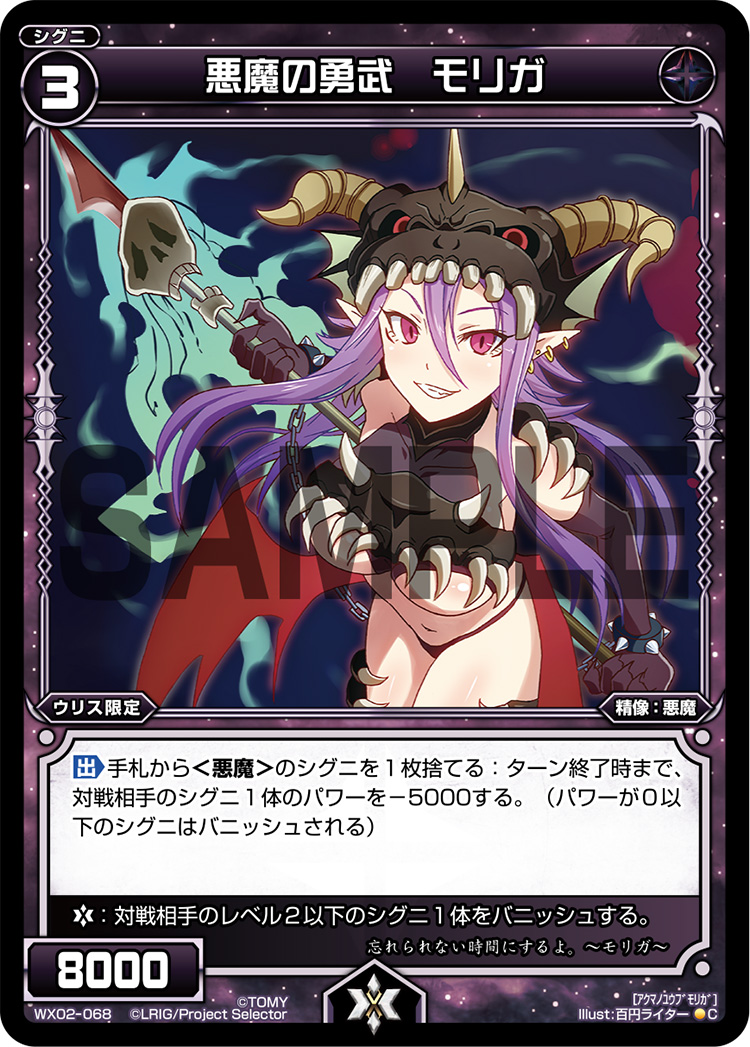 シグニ
3
悪魔の勇武 モリガ
SAMPLE
ウリス限定
精像：悪魔
出 手札から＜悪魔＞のシグニを１枚捨てる：ターン終了時まで、
対戦相手のシグニ１体のパワーを－5000する。（パワーが０以
下のシグニはバニッシュされる）
：対戦相手のレベル２以下のシグニ１体をバニッシュする。
忘れられない時間にするよ。～モリガ～
8000
[ｱｸﾏﾉﾕｳﾌﾞﾓﾘｶﾞ]
©TOMY
WX02-068 ©LRIG/Project Selector
Illust:百円ライター C